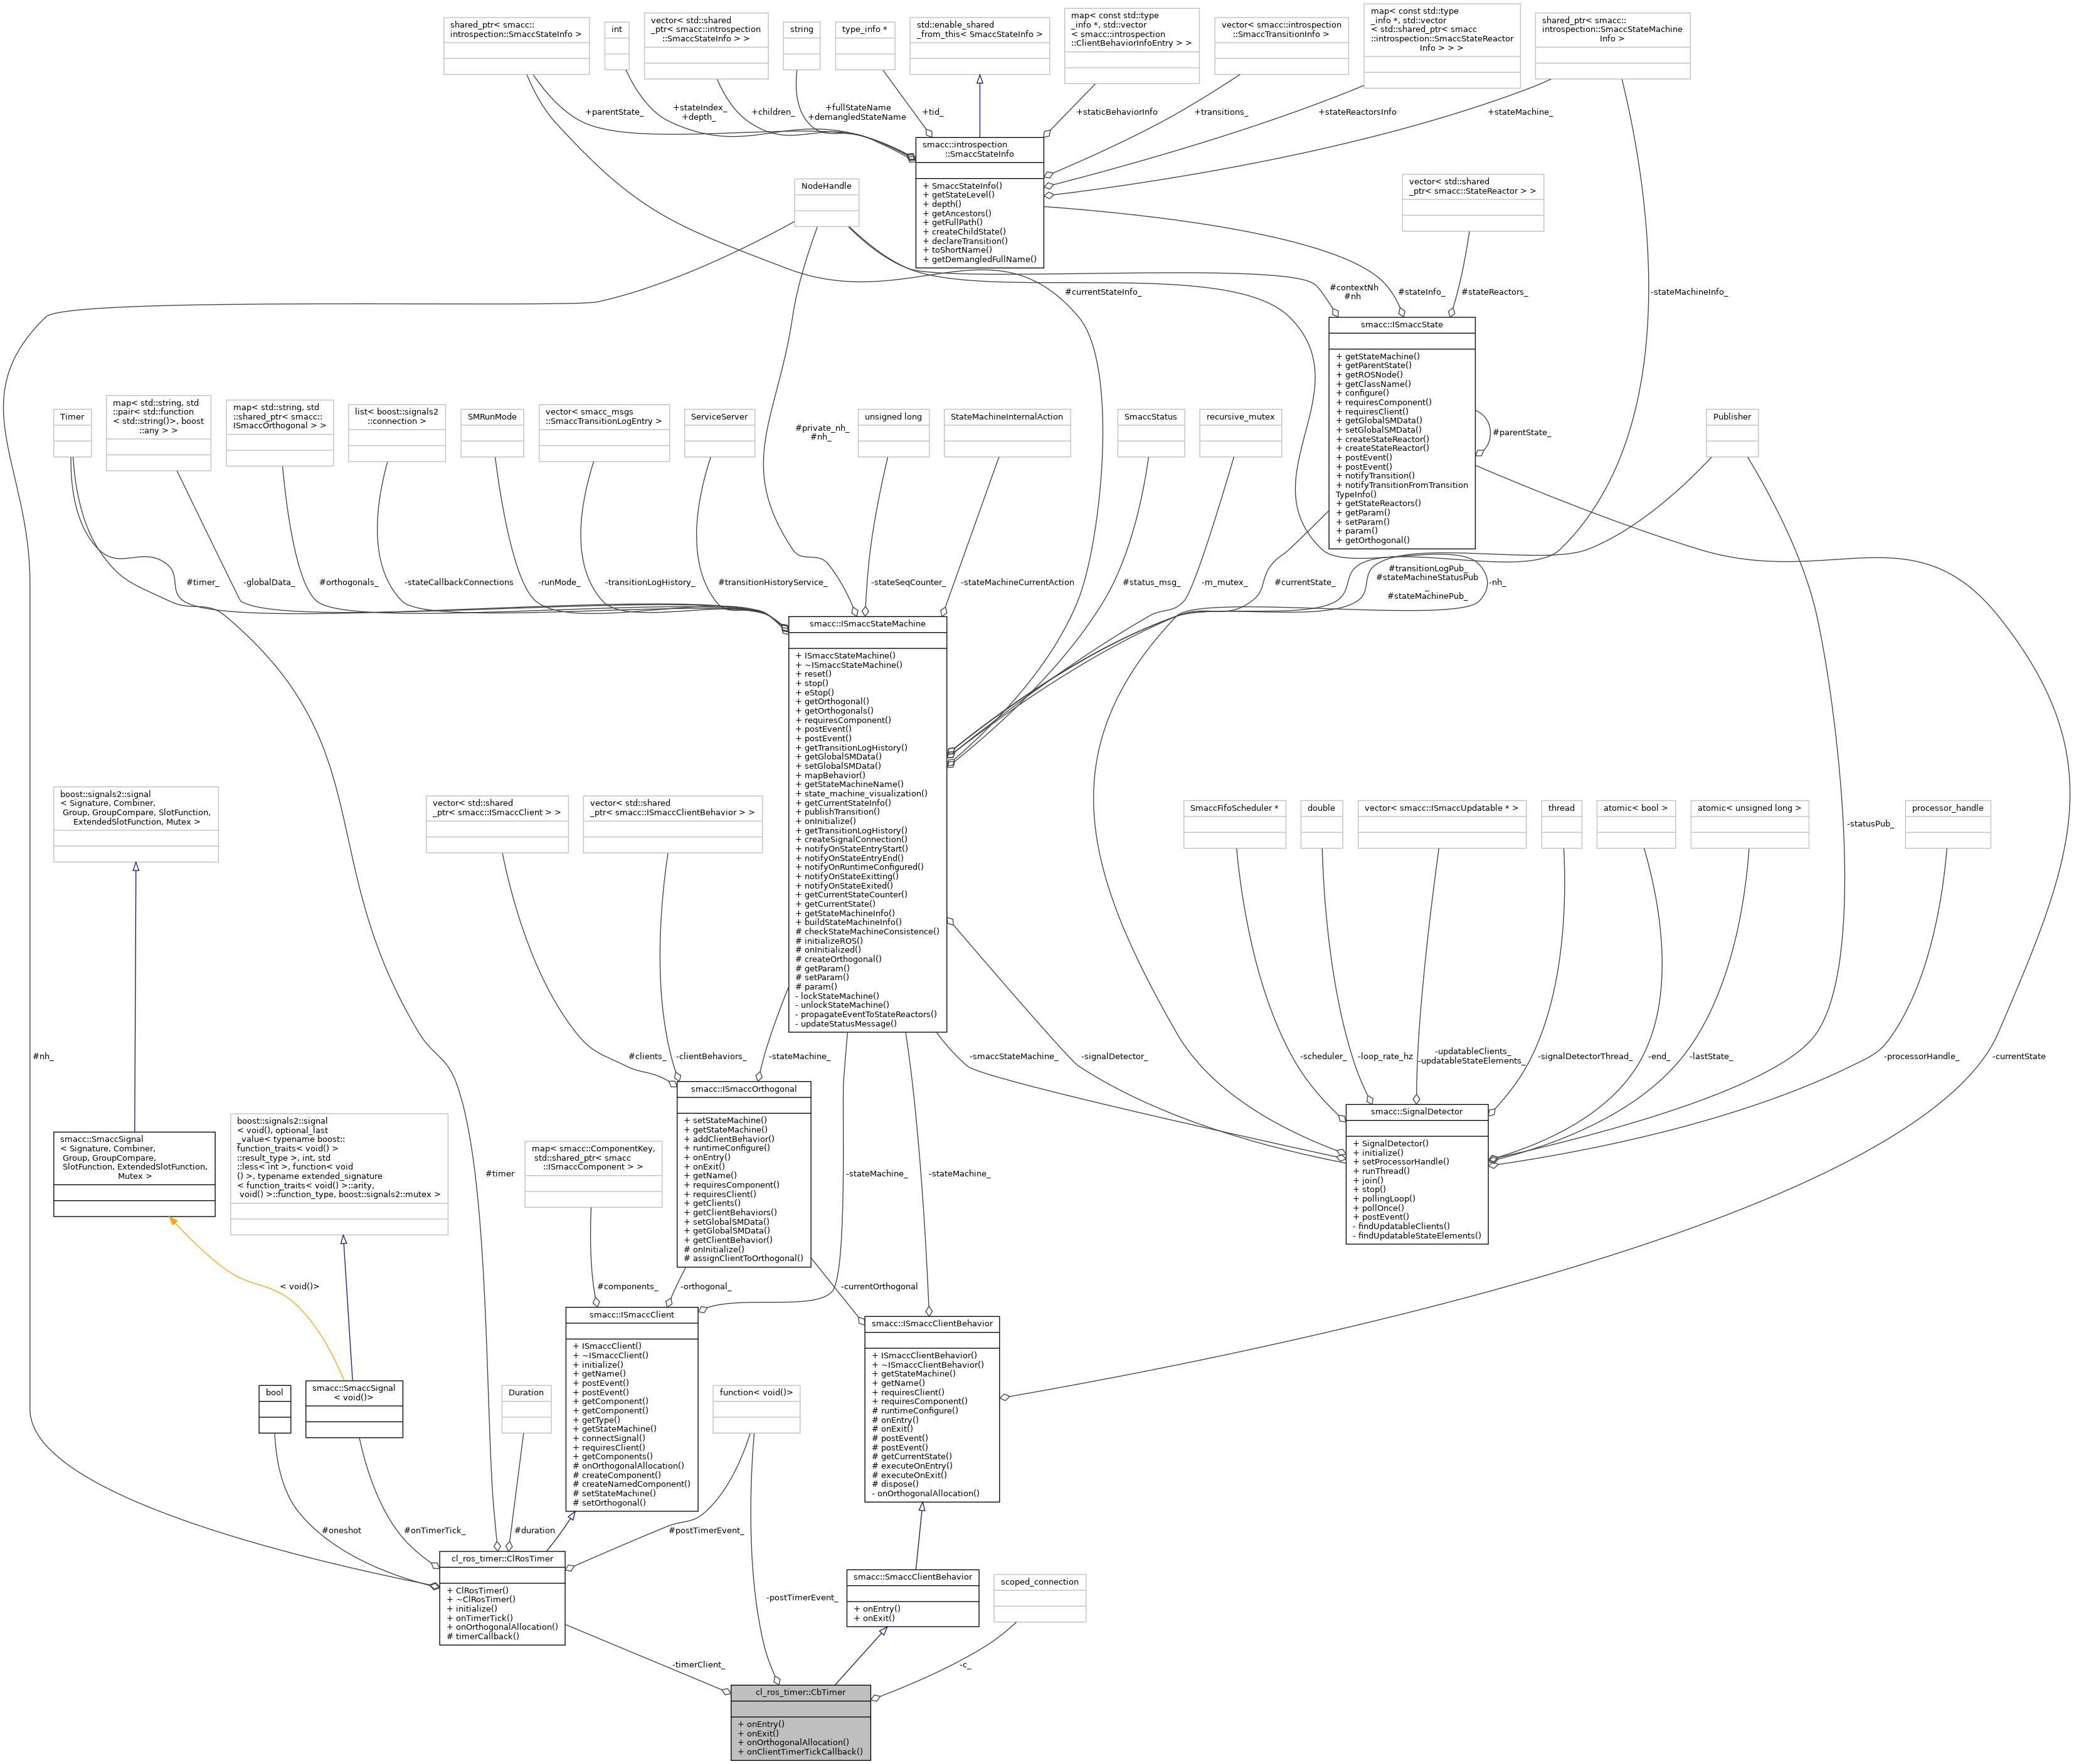 shared_ptr< smacc::
introspection::SmaccStateInfo >
int
vector< std::shared
_ptr< smacc::introspection
::SmaccStateInfo > >
string
type_info *
std::enable_shared
_from_this< SmaccStateInfo >
map< const std::type
_info *, std::vector
< smacc::introspection
::ClientBehaviorInfoEntry > >
vector< smacc::introspection
::SmaccTransitionInfo >
map< const std::type
_info *, std::vector
< std::shared_ptr< smacc
::introspection::SmaccStateReactor
Info > > >
shared_ptr< smacc::
introspection::SmaccStateMachine
Info >
+parentState_
+stateIndex_
+depth_
+children_
+fullStateName
+demangledStateName
+tid_
+staticBehaviorInfo
+transitions_
+stateReactorsInfo
+stateMachine_
smacc::introspection
::SmaccStateInfo
+ SmaccStateInfo()
+ getStateLevel()
+ depth()
+ getAncestors()
+ getFullPath()
+ createChildState()
+ declareTransition()
+ toShortName()
+ getDemangledFullName()
NodeHandle
vector< std::shared
_ptr< smacc::StateReactor > >
#currentStateInfo_
#contextNh
#nh
#stateInfo_
#stateReactors_
-stateMachineInfo_
smacc::ISmaccState
+ getStateMachine()
+ getParentState()
+ getROSNode()
+ getClassName()
+ configure()
+ requiresComponent()
+ requiresClient()
+ getGlobalSMData()
+ setGlobalSMData()
+ createStateReactor()
+ createStateReactor()
+ postEvent()
+ postEvent()
+ notifyTransition()
+ notifyTransitionFromTransition
TypeInfo()
+ getStateReactors()
+ getParam()
+ setParam()
+ param()
+ getOrthogonal()
#parentState_
Timer
map< std::string, std
::pair< std::function
< std::string()>, boost
::any > >
map< std::string, std
::shared_ptr< smacc::
ISmaccOrthogonal > >
list< boost::signals2
::connection >
SMRunMode
vector< smacc_msgs
::SmaccTransitionLogEntry >
ServiceServer
#private_nh_
#nh_
unsigned long
StateMachineInternalAction
SmaccStatus
recursive_mutex
Publisher
#timer_
-globalData_
#orthogonals_
-stateCallbackConnections
-runMode_
-transitionLogHistory_
#transitionHistoryService_
-stateSeqCounter_
-stateMachineCurrentAction
#status_msg_
-m_mutex_
#currentState_
#transitionLogPub_
#stateMachineStatusPub
_
#stateMachinePub_
-nh_
smacc::ISmaccStateMachine
+ ISmaccStateMachine()
+ ~ISmaccStateMachine()
+ reset()
+ stop()
+ eStop()
+ getOrthogonal()
+ getOrthogonals()
+ requiresComponent()
+ postEvent()
+ postEvent()
+ getTransitionLogHistory()
+ getGlobalSMData()
+ setGlobalSMData()
+ mapBehavior()
+ getStateMachineName()
+ state_machine_visualization()
+ getCurrentStateInfo()
+ publishTransition()
+ onInitialize()
+ getTransitionLogHistory()
+ createSignalConnection()
+ notifyOnStateEntryStart()
+ notifyOnStateEntryEnd()
+ notifyOnRuntimeConfigured()
+ notifyOnStateExitting()
+ notifyOnStateExited()
+ getCurrentStateCounter()
+ getCurrentState()
+ getStateMachineInfo()
+ buildStateMachineInfo()
# checkStateMachineConsistence()
# initializeROS()
# onInitialized()
# createOrthogonal()
# getParam()
# setParam()
# param()
- lockStateMachine()
- unlockStateMachine()
- propagateEventToStateReactors()
- updateStatusMessage()
boost::signals2::signal
< Signature, Combiner,
Group, GroupCompare, SlotFunction,
ExtendedSlotFunction, Mutex >
vector< std::shared
_ptr< smacc::ISmaccClient > >
vector< std::shared
_ptr< smacc::ISmaccClientBehavior > >
SmaccFifoScheduler *
double
vector< smacc::ISmaccUpdatable * >
thread
atomic< bool >
atomic< unsigned long >
processor_handle
-statusPub_
#nh_
#clients_
-clientBehaviors_
-stateMachine_
-smaccStateMachine_
-signalDetector_
-scheduler_
-loop_rate_hz
-updatableClients_
-updatableStateElements_
-signalDetectorThread_
-end_
-lastState_
-processorHandle_
-currentState
smacc::ISmaccOrthogonal
+ setStateMachine()
+ getStateMachine()
+ addClientBehavior()
+ runtimeConfigure()
+ onEntry()
+ onExit()
+ getName()
+ requiresComponent()
+ requiresClient()
+ getClients()
+ getClientBehaviors()
+ setGlobalSMData()
+ getGlobalSMData()
+ getClientBehavior()
# onInitialize()
# assignClientToOrthogonal()
smacc::SignalDetector
+ SignalDetector()
+ initialize()
+ setProcessorHandle()
+ runThread()
+ join()
+ stop()
+ pollingLoop()
+ pollOnce()
+ postEvent()
- findUpdatableClients()
- findUpdatableStateElements()
smacc::SmaccSignal
< Signature, Combiner,
Group, GroupCompare,
SlotFunction, ExtendedSlotFunction,
Mutex >
boost::signals2::signal
< void(), optional_last
_value< typename boost::
function_traits< void() >
::result_type >, int, std
::less< int >, function< void
() >, typename extended_signature
< function_traits< void() >::arity,
void() >::function_type, boost::signals2::mutex >
map< smacc::ComponentKey,
std::shared_ptr< smacc
::ISmaccComponent > >
#timer
-stateMachine_
-stateMachine_
< void()>
#components_
-orthogonal_
-currentOrthogonal
smacc::ISmaccClient
+ ISmaccClient()
+ ~ISmaccClient()
+ initialize()
+ getName()
+ postEvent()
+ postEvent()
+ getComponent()
+ getComponent()
+ getType()
+ getStateMachine()
+ connectSignal()
+ requiresClient()
+ getComponents()
# onOrthogonalAllocation()
# createComponent()
# createNamedComponent()
# setStateMachine()
# setOrthogonal()
smacc::ISmaccClientBehavior
+ ISmaccClientBehavior()
+ ~ISmaccClientBehavior()
+ getStateMachine()
+ getName()
+ requiresClient()
+ requiresComponent()
# runtimeConfigure()
# onEntry()
# onExit()
# postEvent()
# postEvent()
# getCurrentState()
# executeOnEntry()
# executeOnExit()
# dispose()
- onOrthogonalAllocation()
bool
smacc::SmaccSignal
< void()>
Duration
function< void()>
#oneshot
#onTimerTick_
#duration
#postTimerEvent_
cl_ros_timer::ClRosTimer
+ ClRosTimer()
+ ~ClRosTimer()
+ initialize()
+ onTimerTick()
+ onOrthogonalAllocation()
# timerCallback()
-postTimerEvent_
smacc::SmaccClientBehavior
+ onEntry()
+ onExit()
scoped_connection
-timerClient_
-c_
cl_ros_timer::CbTimer
+ onEntry()
+ onExit()
+ onOrthogonalAllocation()
+ onClientTimerTickCallback()